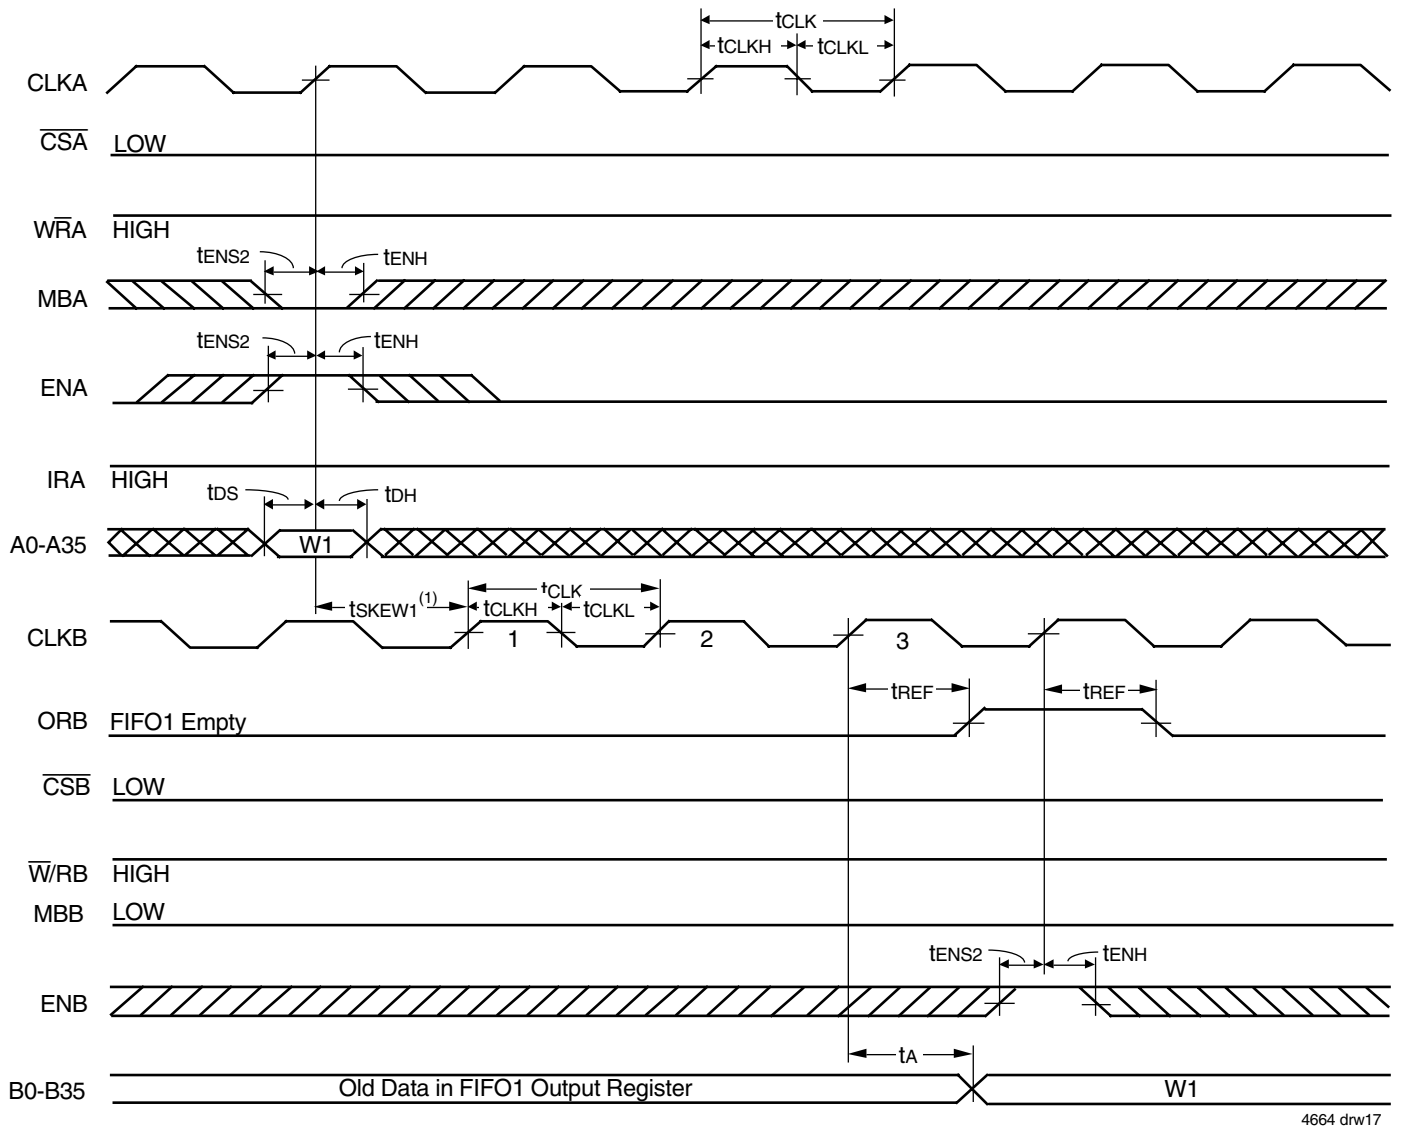 tCLK
tCLKH tCLKL
CLKA
CSA LOW
WRA HIGH
tENS2 tENH
MBA
tENS2 tENH
ENA
IRA HIGH
tDS tDH
A0-A35 W1
tSKEW1(1) tCLK
tCLKH tCLKL
CLKB 1 2 3
tREF tREF
ORB FIFO1 Empty
CSB LOW
W/RB HIGH
MBB LOW
tENS2 tENH
ENB
tA
B0-B35 Old Data in FIFO1 Output Register W1
4664 drw17